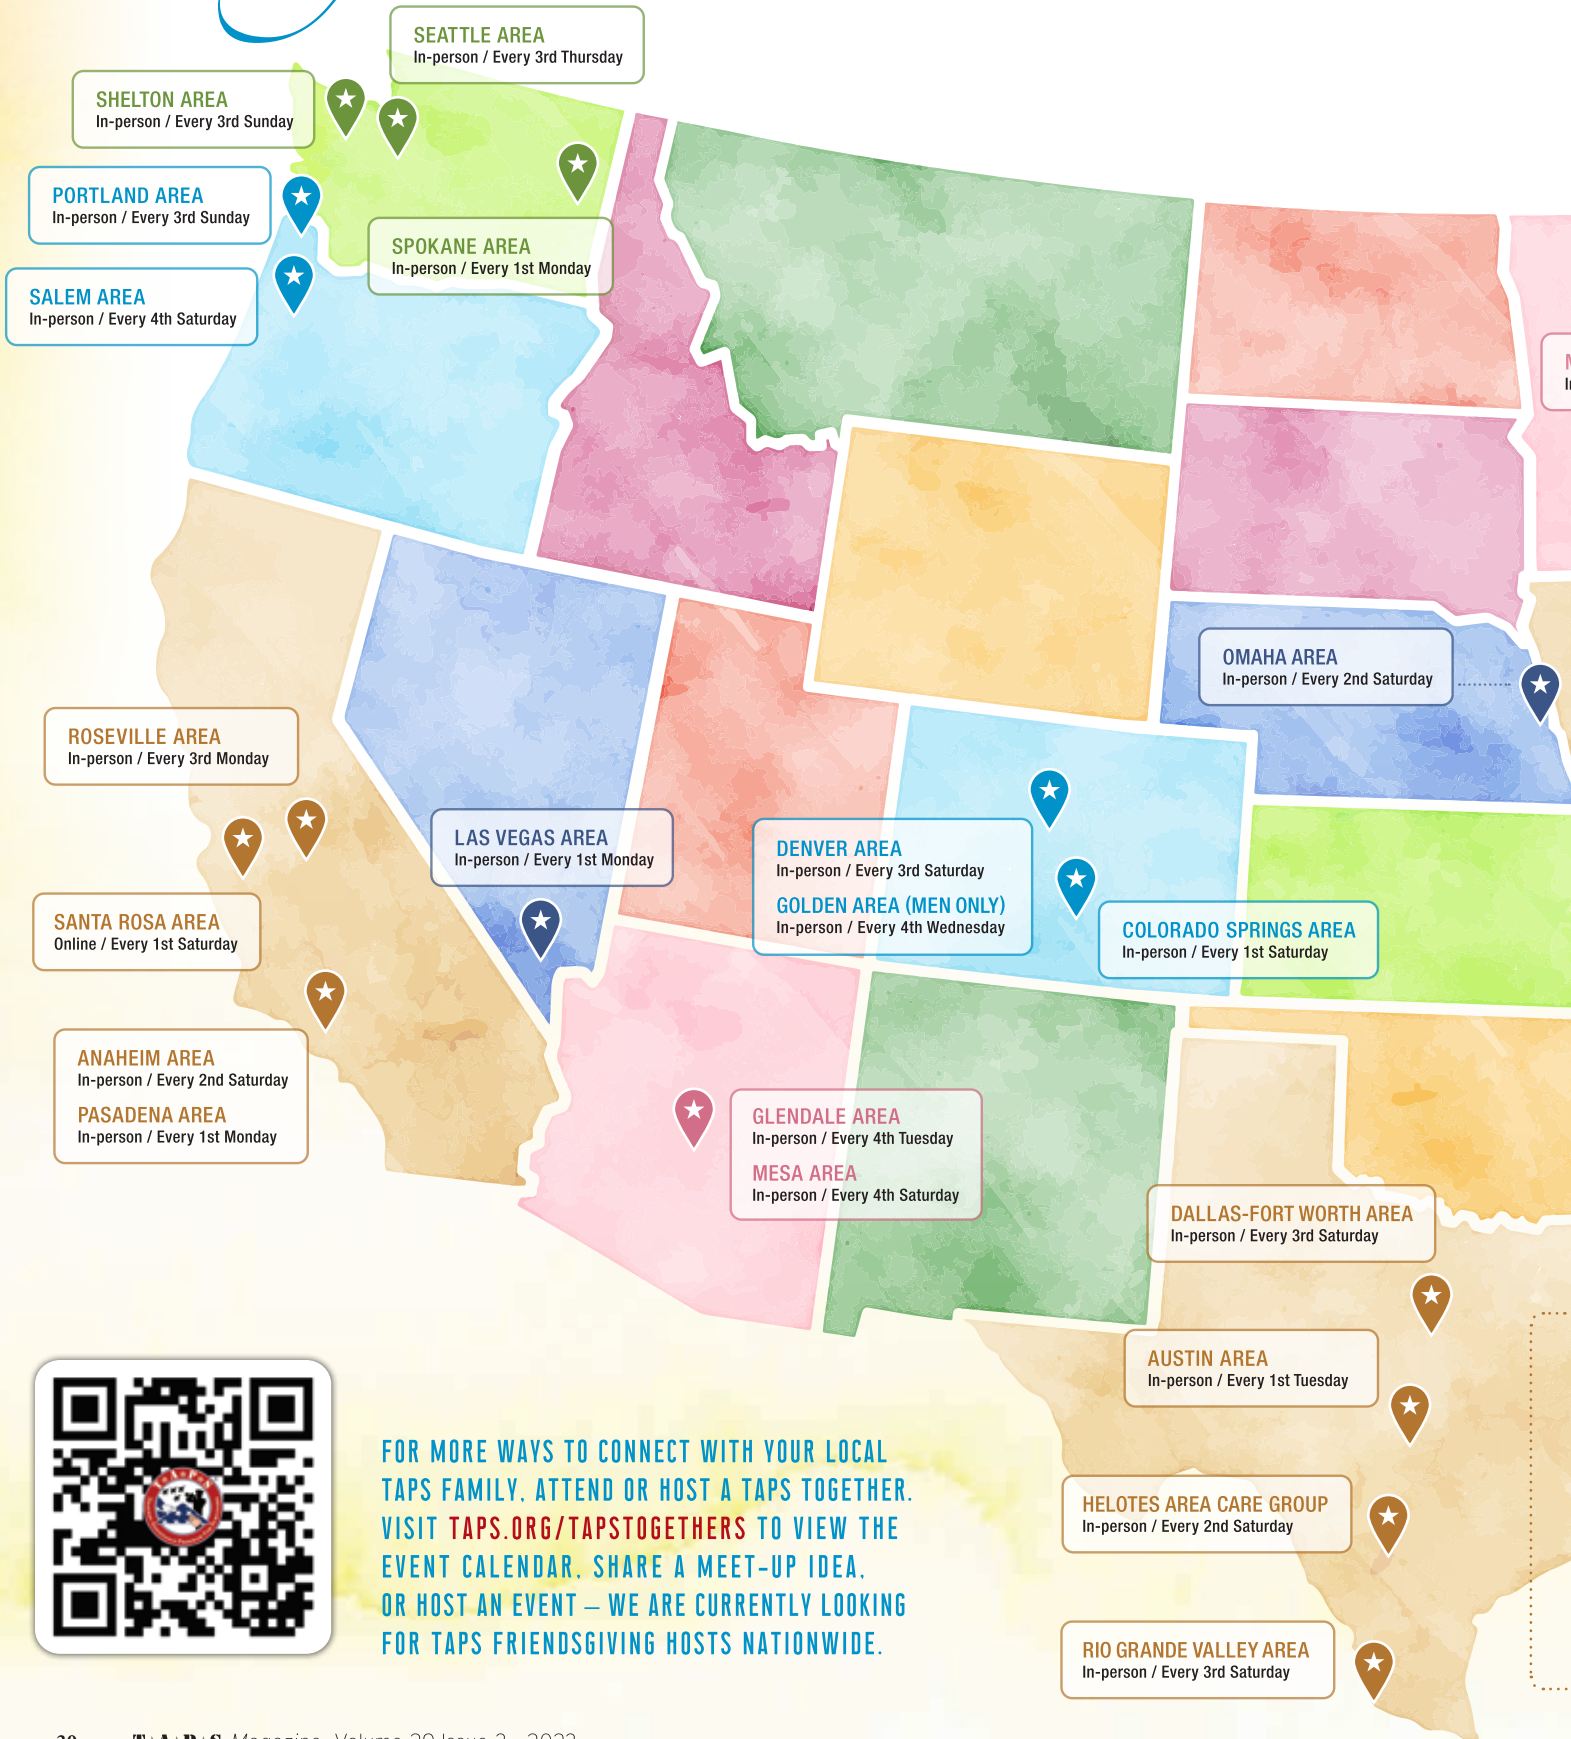 SEATTLE AREA
In-person / Every 3rd Thursday
SHELTON AREA
In-person / Every 3rd Sunday
PORTLAND AREA
In-person / Every 3rd Sunday
SPOKANE AREA
In-person / Every 1st Monday
SALEM AREA
In-person / Every 4th Saturday
OMAHA AREA
In-person / Every 2nd Saturday
ROSEVILLE AREA
In-person / Every 3rd Monday
LAS VEGAS AREA
In-person / Every 1st Monday
DENVER AREA
In-person / Every 3rd Saturday
GOLDEN AREA (MEN ONLY)
In-person / Every 4th Wednesday
SANTA ROSA AREA
Online / Every 1st Saturday
COLORADO SPRINGS AREA
In-person / Every 1st Saturday
ANAHEIM AREA
In-person / Every 2nd Saturday
PASADENA AREA
In-person / Every 1st Monday
GLENDALE AREA
In-person / Every 4th Tuesday
MESA AREA
In-person / Every 4th Saturday
DALLAS-FORT WORTH AREA
In-person / Every 3rd Saturday
AUSTIN AREA
In-person / Every 1st Tuesday
HELOTES AREA CARE GROUP
In-person / Every 2nd Saturday
RIO GRANDE VALLEY AREA
In-person / Every 3rd Saturday
FOR MORE WAYS TO CONNECT WITH YOUR LOCAL
TAPS FAMILY, ATTEND OR HOST A TAPS TOGETHER.
VISIT TAPS.ORG/TAPSTOGETHERS TO VIEW THE
EVENT CALENDAR, SHARE A MEET-UP IDEA,
OR HOST AN EVENT – WE ARE CURRENTLY LOOKING
FOR TAPS FRIENDSGIVING HOSTS NATIONWIDE.